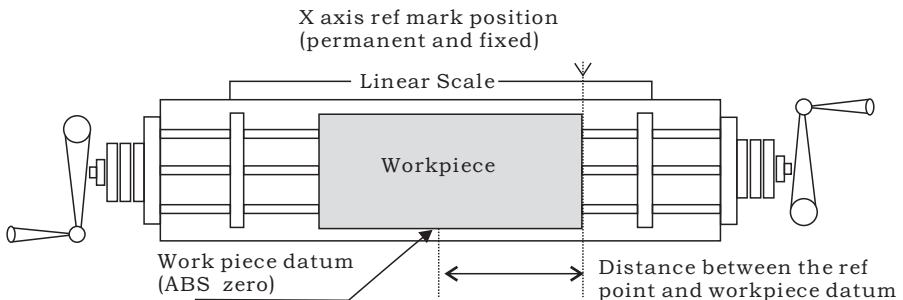 X axis ref mark position
(permanent and fixed)
Linear Scale
Workpiece
Work piece datum
(ABS zero)
Distance between the ref
point and workpiece datum